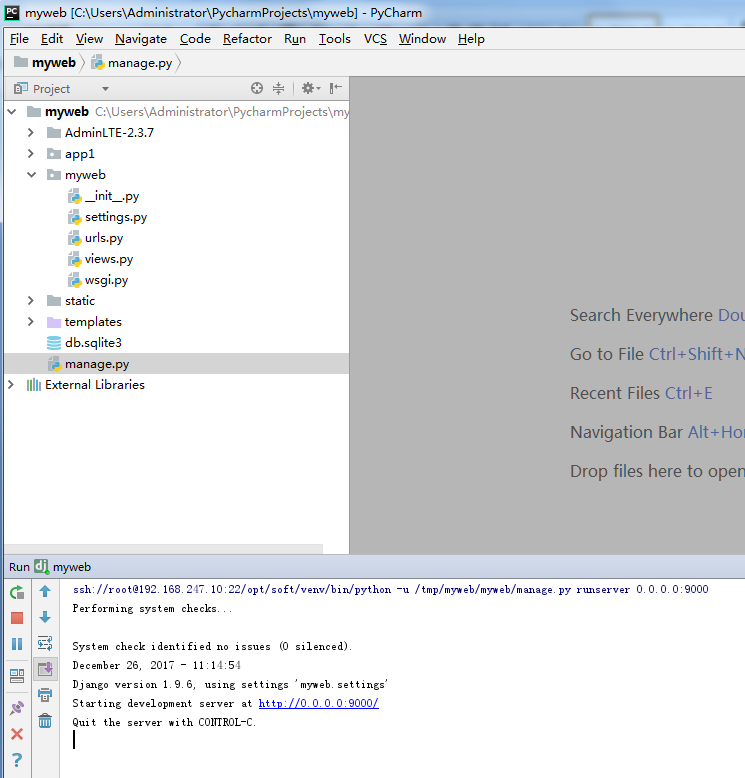 myweb [C:\Users\Administrator\PycharmProjects\myweb] - PyCharm
File Edit View Navigate Code Refactor Run Tools VCS Window Help
myweb manage.py
Project
myweb C:\Users\Administrator\PycharmProjects\my
AdminLTE-2.3.7
app1
myweb
__init__.py
settings.py
urls.py
views.py
wsgi.py
static
templates
db.sqlite3
manage.py
External Libraries
Search Everywhere Dou
Go to File Ctrl+Shift+N
Recent Files Ctrl+E
Navigation Bar Alt+Hom
Drop files here to open
Run dj myweb
ssh://root@192.168.247.10:22/opt/soft/venv/bin/python -u /tmp/myweb/myweb/manage.py runserver 0.0.0.0:9000
Performing system checks...
System check identified no issues (0 silenced).
December 26, 2017 - 11:14:54
Django version 1.9.6, using settings 'myweb.settings'
Starting development server at http://0.0.0.0:9000/
Quit the server with CONTROL-C.